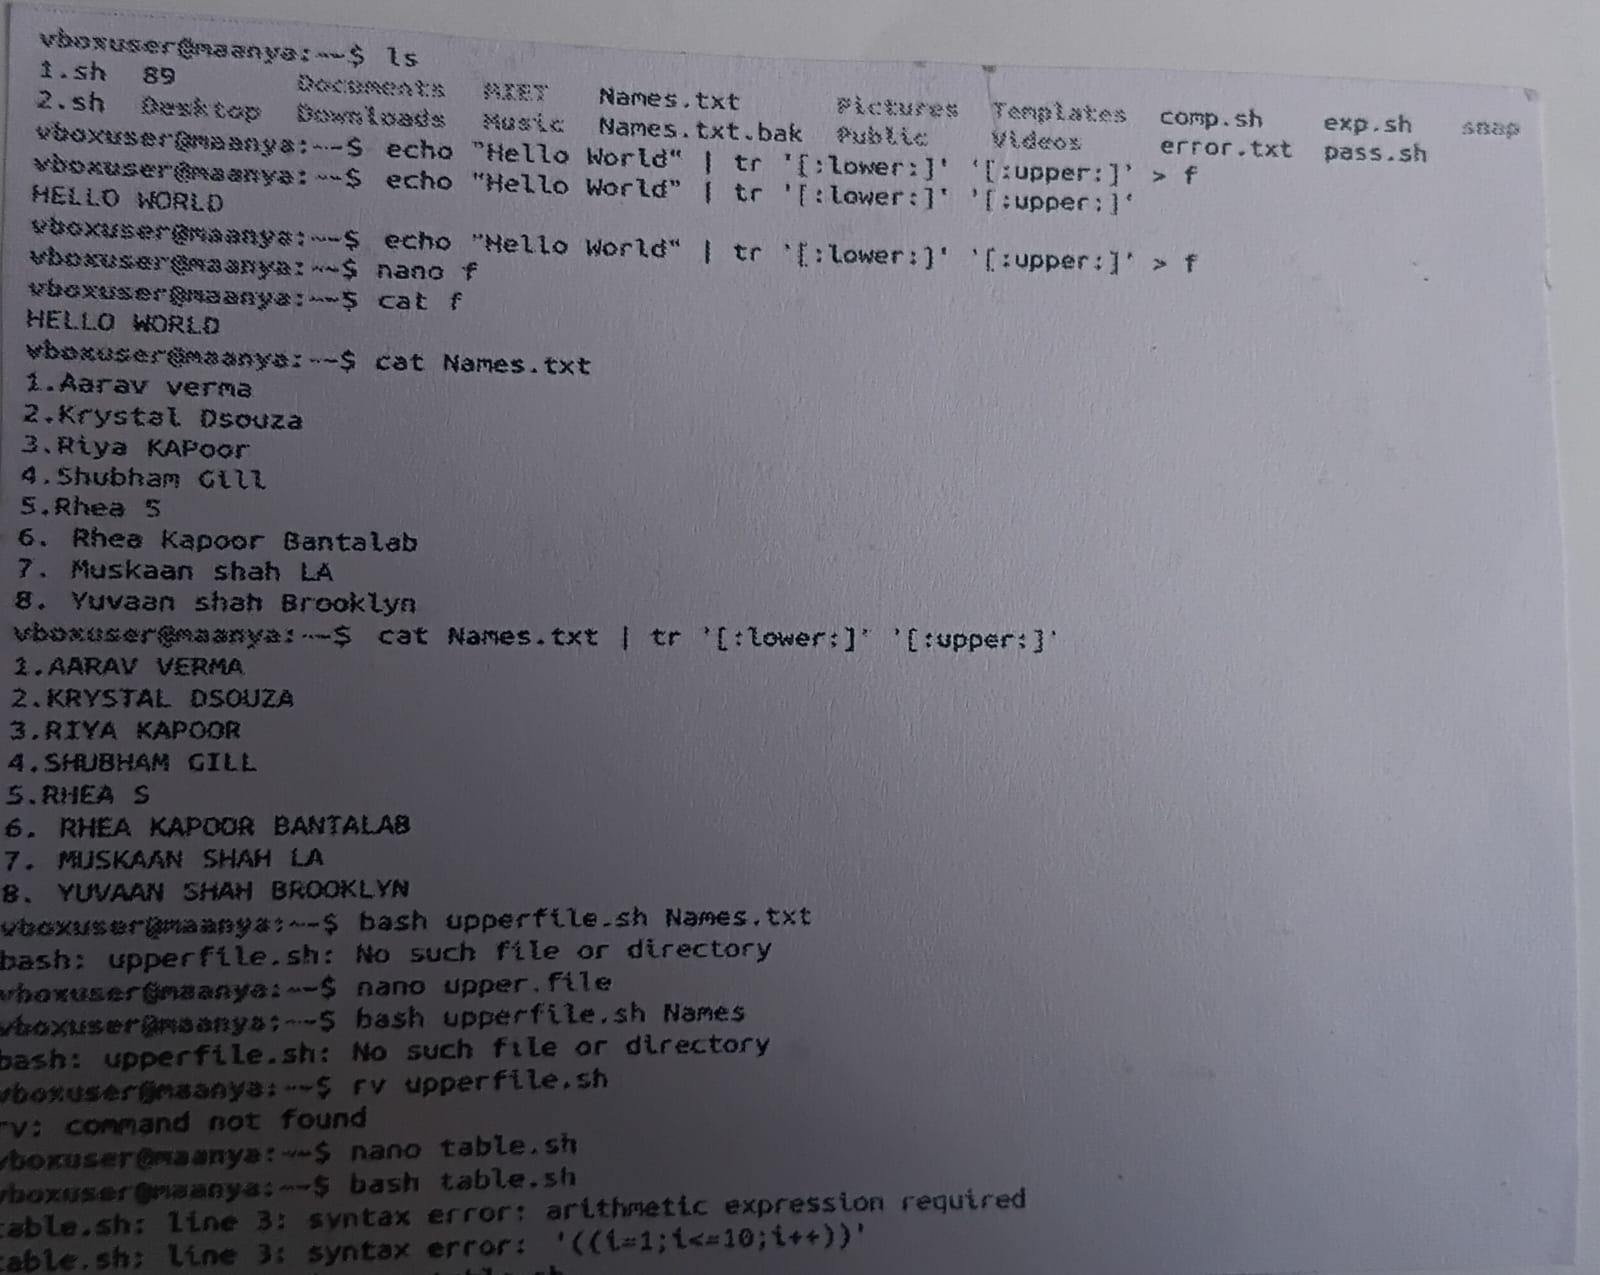 vboxuser@maanya:~$ ls
1.sh 89 Documents MIET Names.txt Pictures Templates comp.sh exp.sh snap
2.sh Desktop Downloads Music Names.txt.bak Public Videos error.txt pass.sh
vboxuser@maanya:~$ echo "Hello World" | tr '[:lower:]' '[:upper:]' > f
vboxuser@maanya:~$ echo "Hello World" | tr '[:lower:]' '[:upper:]'
HELLO WORLD
vboxuser@maanya:~$ echo "Hello World" | tr '[:lower:]' '[:upper:]' > f
vboxuser@maanya:~$ nano f
vboxuser@maanya:~$ cat f
HELLO WORLD
vboxuser@maanya:~$ cat Names.txt
1.Aarav verma
2.Krystal Dsouza
3.Riya KAPoor
4.Shubham Gill
5.Rhea S
6. Rhea Kapoor Bantalab
7. Muskaan shah LA
8. Yuvaan shah Brooklyn
vboxuser@maanya:~$ cat Names.txt | tr '[:lower:]' '[:upper:]'
1.AARAV VERMA
2.KRYSTAL DSOUZA
3.RIYA KAPOOR
4.SHUBHAM GILL
5.RHEA S
6. RHEA KAPOOR BANTALAB
7. MUSKAAN SHAH LA
8. YUVAAN SHAH BROOKLYN
vboxuser@maanya:~$ bash upperfile.sh Names.txt
bash: upperfile.sh: No such file or directory
vboxuser@maanya:~$ nano upper.file
vboxuser@maanya:~$ bash upperfile.sh Names
bash: upperfile.sh: No such file or directory
vboxuser@maanya:~$ rv upperfile.sh
rv: command not found
vboxuser@maanya:~$ nano table.sh
vboxuser@maanya:~$ bash table.sh
table.sh: line 3: syntax error: arithmetic expression required
table.sh: line 3: syntax error: '((i=1;i<=10;i++))'